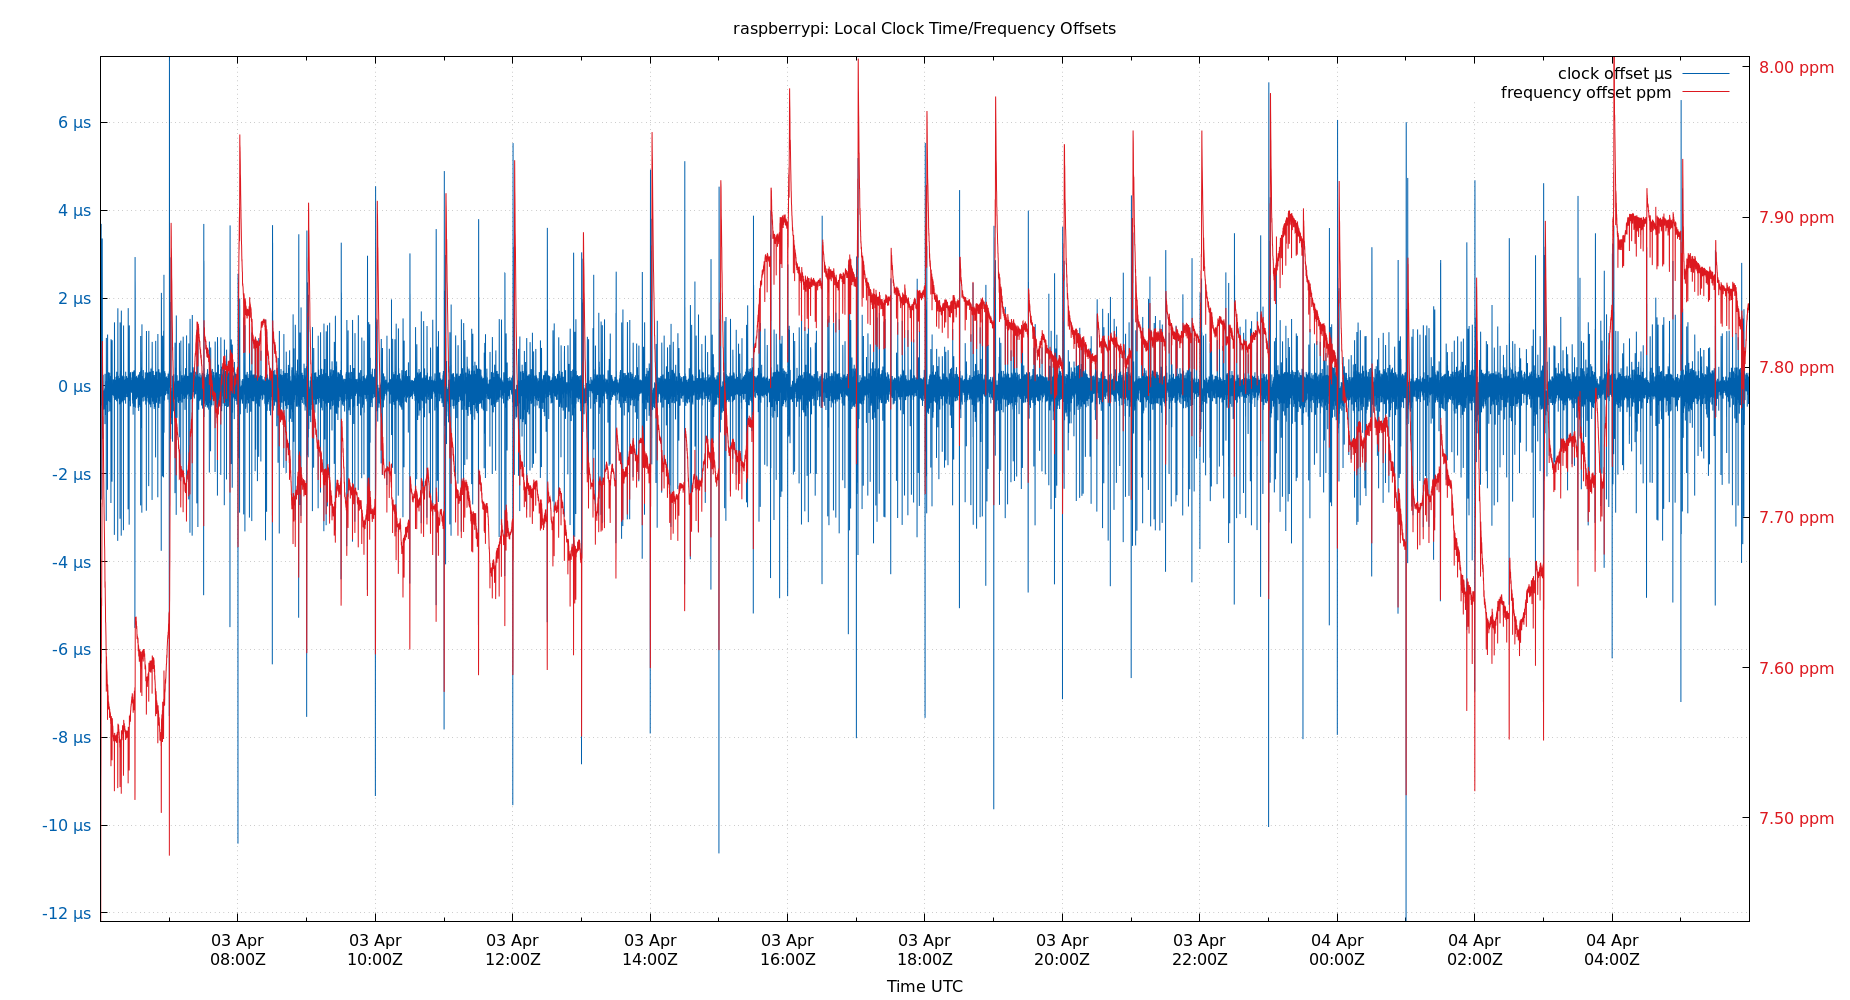 raspberrypi: Local Clock Time/Frequency Offsets
clock offset µs
frequency offset ppm
6 µs
4 µs
2 µs
0 µs
-2 µs
-4 µs
-6 µs
-8 µs
-10 µs
-12 µs
8.00 ppm
7.90 ppm
7.80 ppm
7.70 ppm
7.60 ppm
7.50 ppm
03 Apr 03 Apr 03 Apr 03 Apr 03 Apr 03 Apr 03 Apr 03 Apr 04 Apr 04 Apr 04 Apr
08:00Z 10:00Z 12:00Z 14:00Z 16:00Z 18:00Z 20:00Z 22:00Z 00:00Z 02:00Z 04:00Z
Time UTC